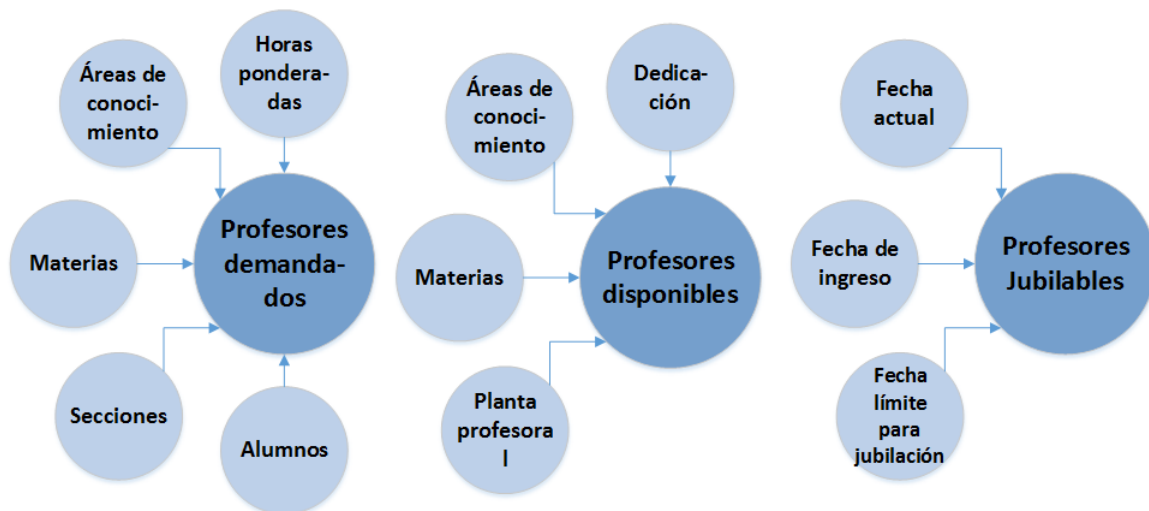 Horas
pondera-
das
Áreas de
conoci-
miento
Profesores
demanda-
dos
Materias
Secciones
Alumnos
Dedica-
ción
Áreas de
conoci-
miento
Profesores
disponibles
Materias
Planta
profesora
l
Fecha
actual
Fecha de
ingreso
Profesores
Jubilables
Fecha
límite
para
jubilación